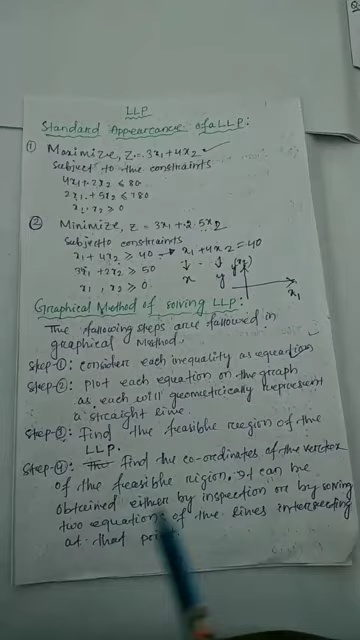 LLP
Standard Appearance of a LLP:
① Maximize, Z = 3x1 + 4x2
Subject to the constraints
4x1 + 2x2 ≤ 80
2x1 + 5x2 ≤ 180
x1, x2 ≥ 0
② Minimize, Z = 3x1 + 2.5x2
Subject to constraints
x1 + 4x2 ≥ 40 → x1 + 4x2 = 40
3x1 + 2x2 ≥ 50
x y
x1, x2 ≥ 0
x1
Graphical Method of solving LLP:
The following steps are followed in
graphical Method.
Step-①: consider each inequality as equation
Step-②: plot each equation on the graph
as each will geometrically represent
a straight line.
Step-③: Find the feasible region of the
LLP.
Step-④: find the co-ordinates of the vertex
of the feasible region. It can be
obtained either by inspection or by solving
two equations of the lines intersecting
at that point